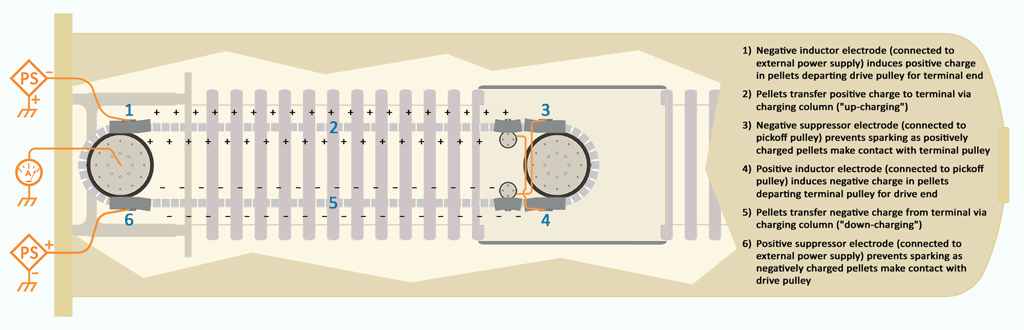 1) Negative inductor electrode (connected to
external power supply) induces positive charge
in pellets departing drive pulley for terminal end
2) Pellets transfer positive charge to terminal via
charging column ("up-charging")
3) Negative suppressor electrode (connected to
pickoff pulley) prevents sparking as positively
charged pellets make contact with terminal pulley
4) Positive inductor electrode (connected to pickoff
pulley) induces negative charge in pellets
departing terminal pulley for drive end
5) Pellets transfer negative charge from terminal via
charging column ("down-charging")
6) Positive suppressor electrode (connected to
external power supply) prevents sparking as
negatively charged pellets make contact with
drive pulley
PS −
+
1
+ + + + + + + + + + + + + + +
3
2
+ + + + + + + + + + + + + + +
A
− − − − − − − − − − − − − − −
5
− − − − − − − − − − − − − − −
6
4
PS +
−